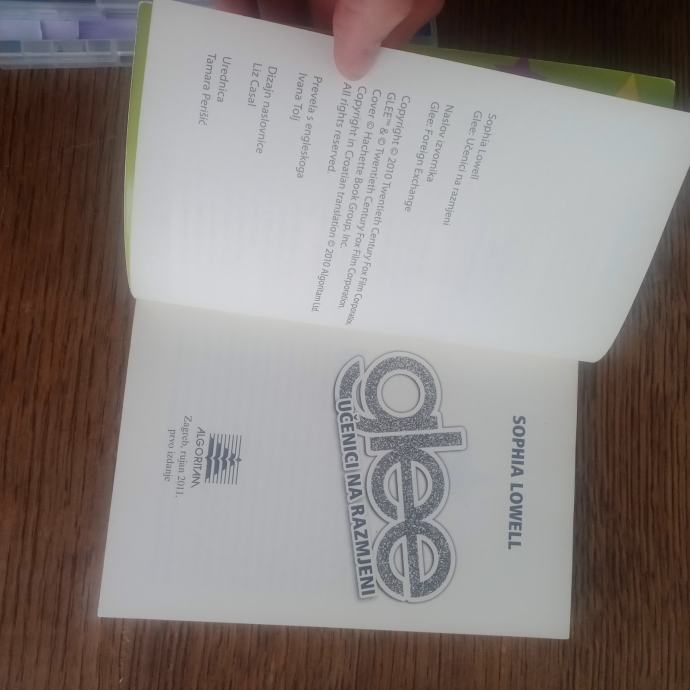 Sophia Lowell
Glee: Učenici na razmjeni
Naslov izvornika
Glee: Foreign Exchange
Copyright © 2010 Twentieth Century Fox Film Corporation.
GLEE™ & © Twentieth Century Fox Film Corporation.
Cover © Hachette Book Group, Inc.
Copyright in Croatian translation © 2010 Algoritam Ltd.
All rights reserved.
Prevela s engleskoga
Ivana Tolj
Dizajn naslovnice
Liz Casal
Urednica
Tamara Perišić
SOPHIA LOWELL
glee
UČENICI NA RAZMJENI
ALGORITAM
Zagreb, rujan 2011.
prvo izdanje